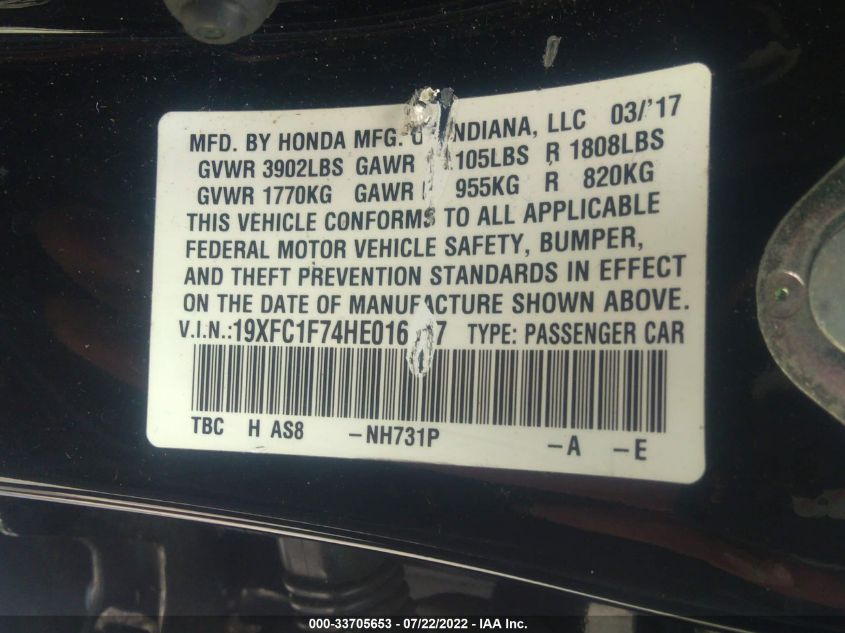 MFD. BY HONDA MFG. INDIANA, LLC 03/'17
GVWR 3902LBS GAWR R 1808LBS
GVWR 1770KG GAWR 955KG R 820KG
THIS VEHICLE CONFORMS TO ALL APPLICABLE
FEDERAL MOTOR VEHICLE SAFETY, BUMPER,
AND THEFT PREVENTION STANDARDS IN EFFECT
ON THE DATE OF MANUFACTURE SHOWN ABOVE.
V.I.N.: TYPE: PASSENGER CAR
TBC H AS8 -NH731P -A -E
000-33705653 / 07/22/2022 - IAA Inc.